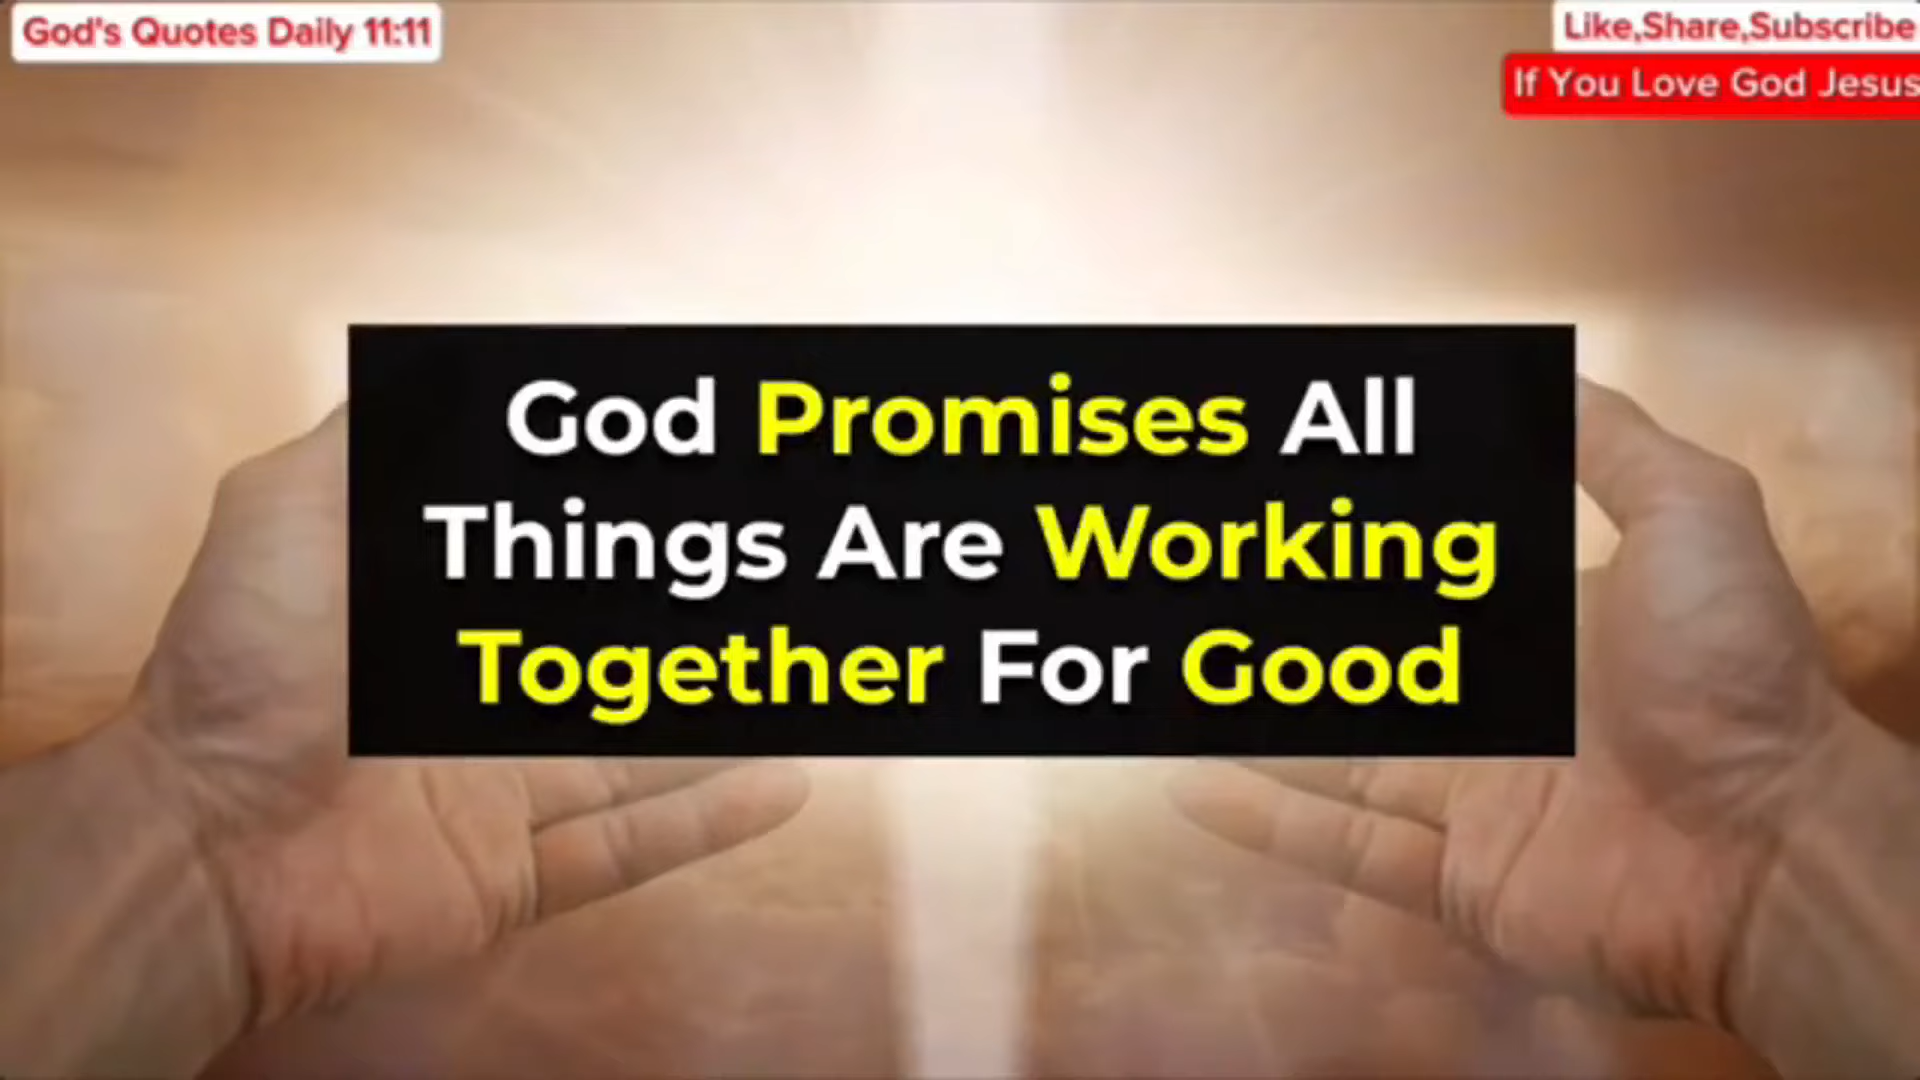 God's Quotes Daily 11:11
Like,Share,Subscribe
If You Love God Jesus
God Promises All
Things Are Working
Together For Good